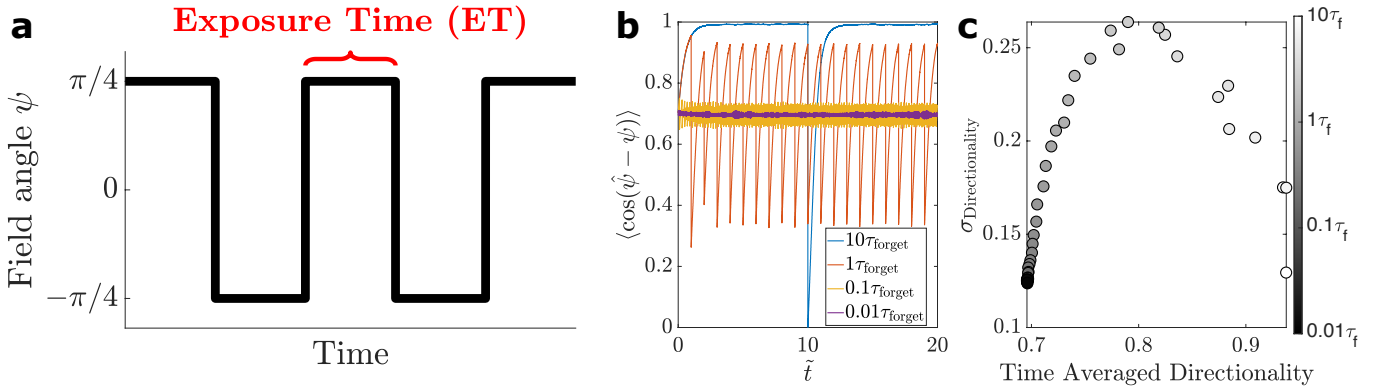 a
Exposure Time (ET)
Field angle ψ
π/4
0
−π/4
Time
b
⟨cos(ψ̂ − ψ)⟩
1
0.8
0.6
0.4
0.2
0
0
10
20
t̃
10τforget
1τforget
0.1τforget
0.01τforget
c
σDirectionality
0.25
0.2
0.15
0.1
0.7
0.8
0.9
Time Averaged Directionality
10τf
1τf
0.1τf
0.01τf